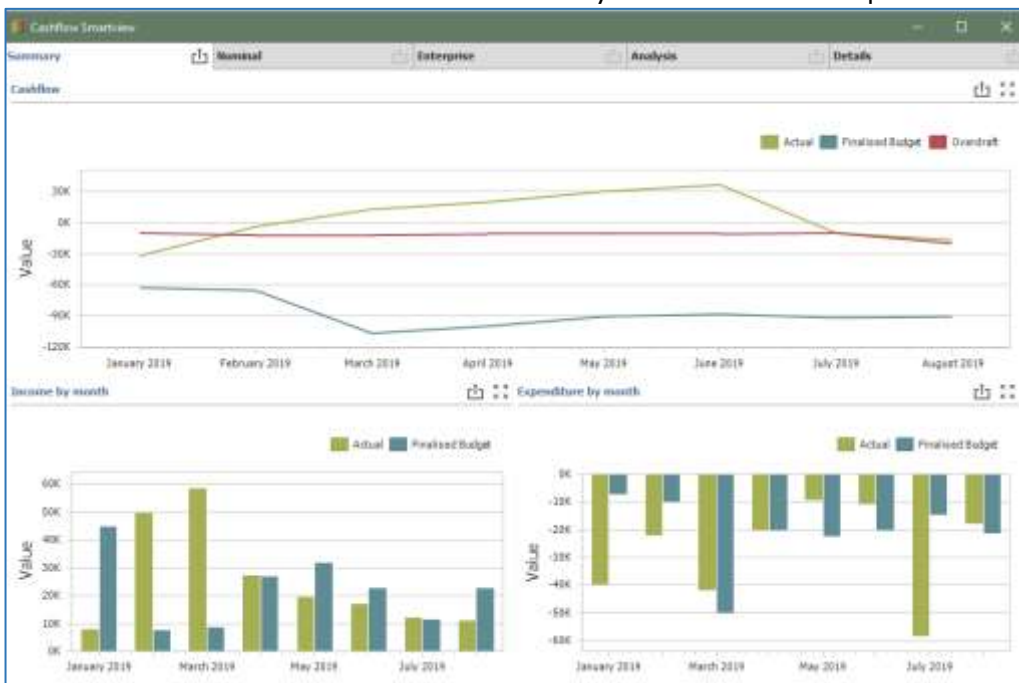 Cashflow Smartview
Summary Nominal Enterprise Analysis Details
Cashflow
Actual Finalised Budget Overdraft
30K
0K
-30K
-60K
-90K
-120K
Value
January 2019 February 2019 March 2019 April 2019 May 2019 June 2019 July 2019 August 2019
Income by month
Actual Finalised Budget
60K
50K
40K
30K
20K
10K
0K
Value
January 2019 March 2019 May 2019 July 2019
Expenditure by month
Actual Finalised Budget
0K
-10K
-20K
-30K
-40K
-50K
-60K
Value
January 2019 March 2019 May 2019 July 2019